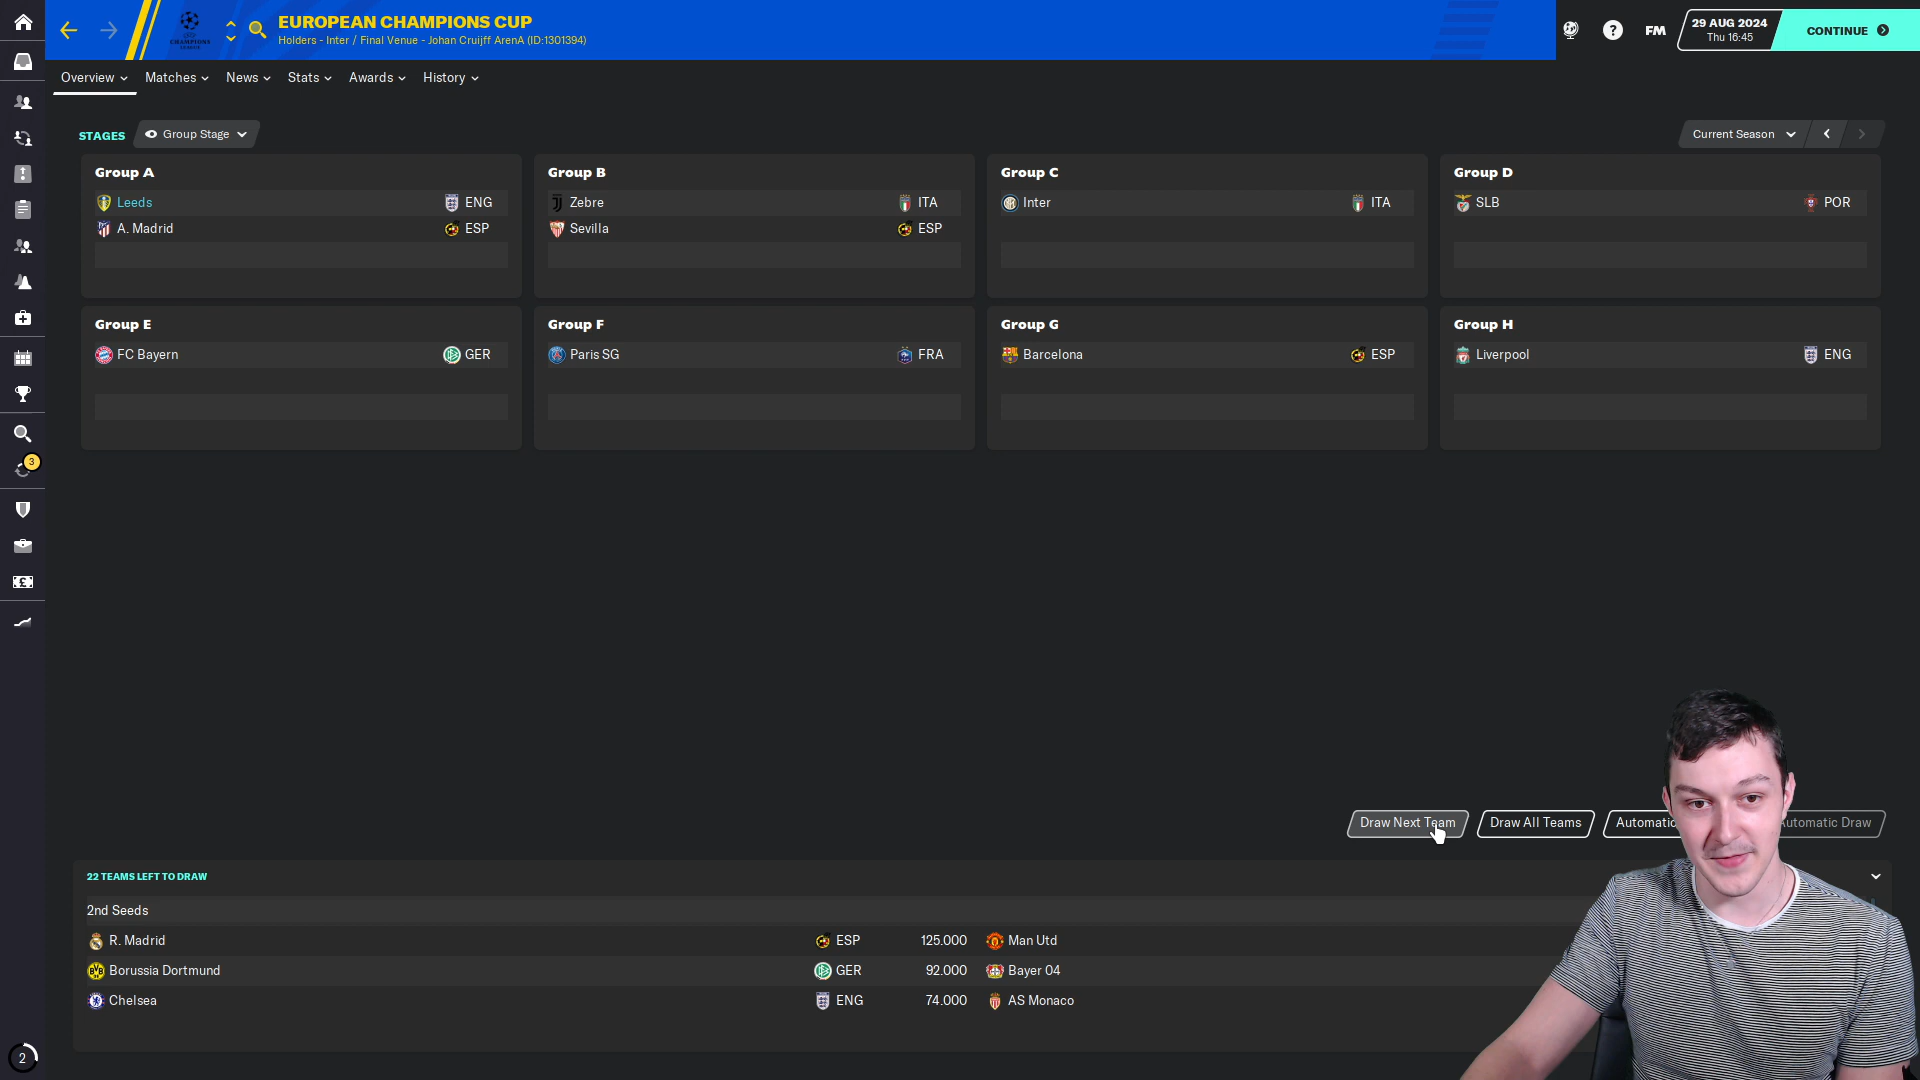 EUROPEAN CHAMPIONS CUP
Holders - Inter / Final Venue - Johan Cruijff ArenA (ID:1301394)
CHAMPIONS
FM
29 AUG 2024
Thu 16:45
CONTINUE
Overview
Matches
News
Stats
Awards
History
STAGES
Group Stage
Current Season
Group A
Leeds ENG
A. Madrid ESP
Group B
Zebre ITA
Sevilla ESP
Group C
Inter ITA
Group D
SLB POR
Group E
FC Bayern GER
Group F
Paris SG FRA
Group G
Barcelona ESP
Group H
Liverpool ENG
3
Draw Next Team
Draw All Teams
Automatic
Automatic Draw
22 TEAMS LEFT TO DRAW
2nd Seeds
R. Madrid ESP 125.000 Man Utd
Borussia Dortmund GER 92.000 Bayer 04
Chelsea ENG 74.000 AS Monaco
2